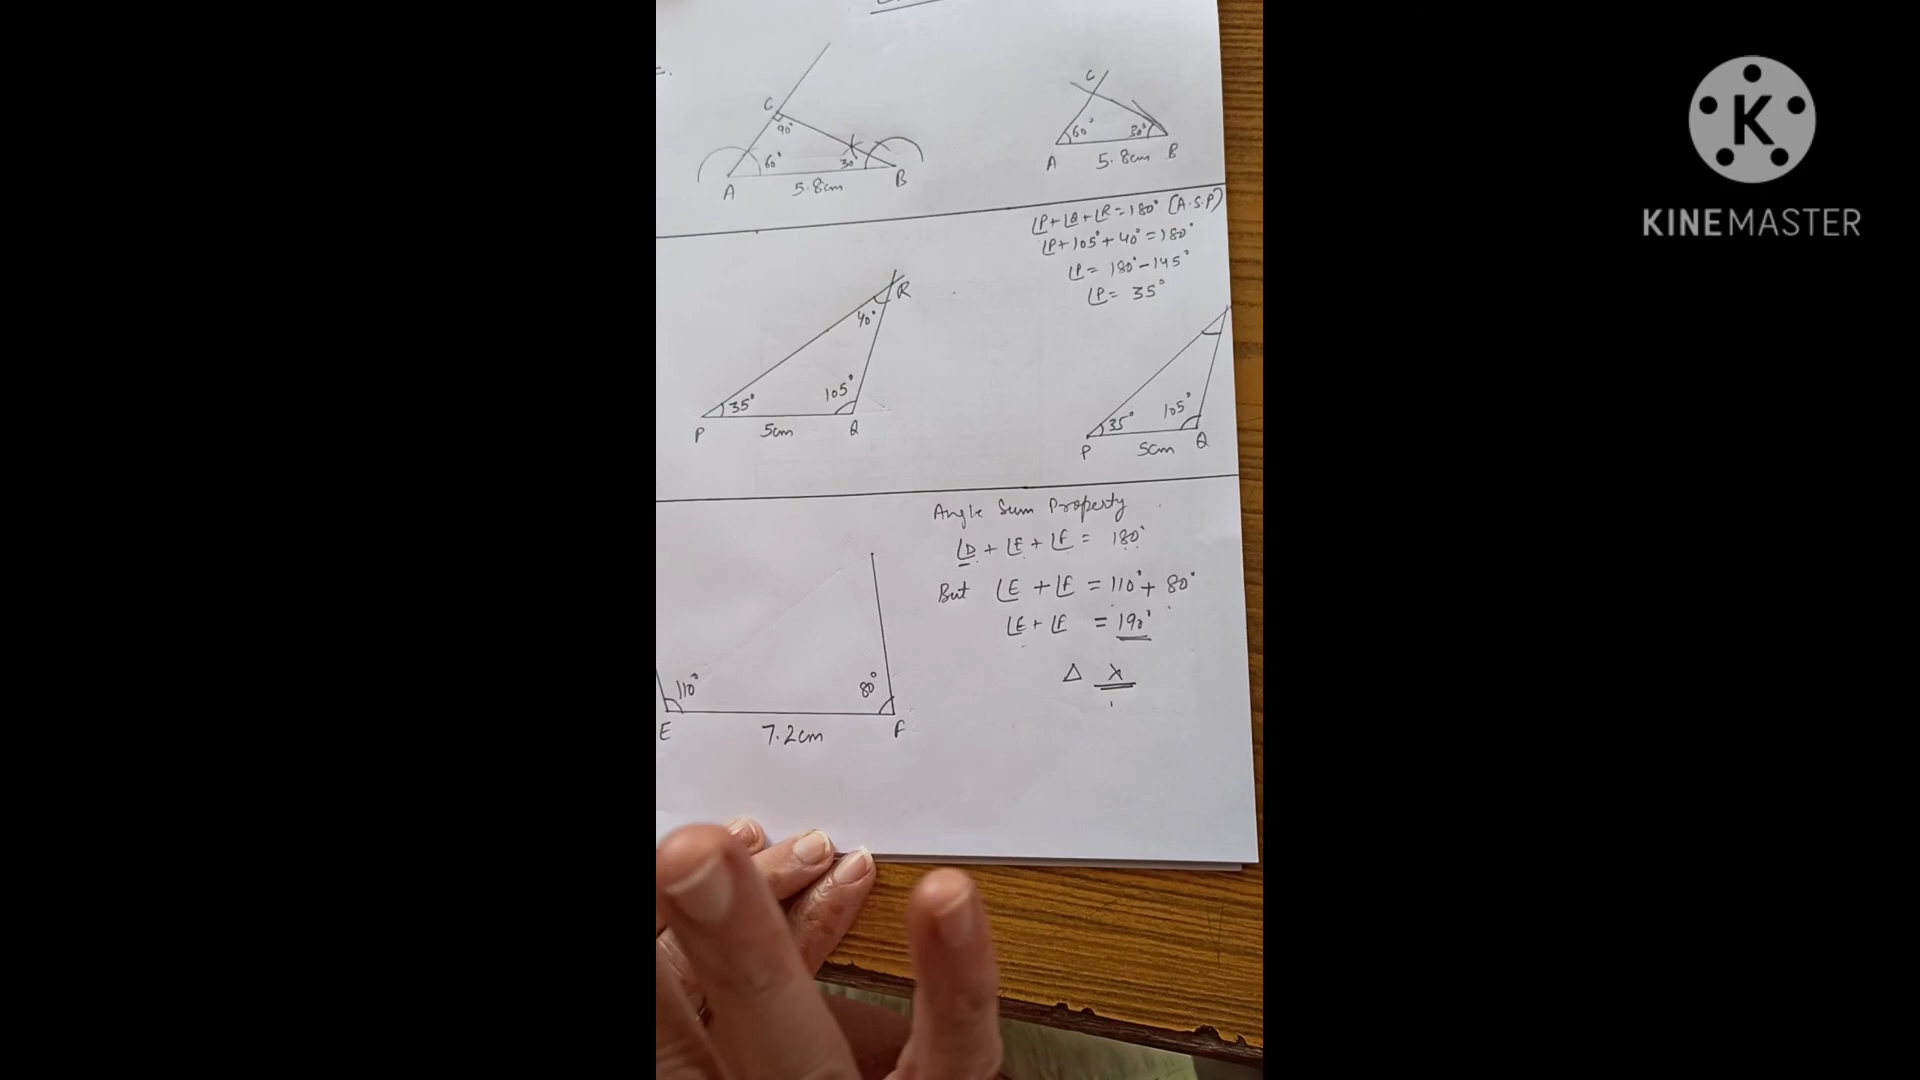 C
90°
60°
30°
A
5.8cm
B
C
60°
30°
A
5.8cm
B
∠P+∠Q+∠R=180° (A.S.P)
∠P+105°+40°=180°
∠P= 180°-145°
∠P= 35°
R
40°
35°
105°
P
5cm
Q
35°
105°
P
5cm
Q
Angle Sum Property
∠D + ∠E + ∠F = 180°
But ∠E + ∠F = 110° + 80°
∠E + ∠F = 190°
△ X
110°
80°
E
7.2cm
F
K
KINEMASTER